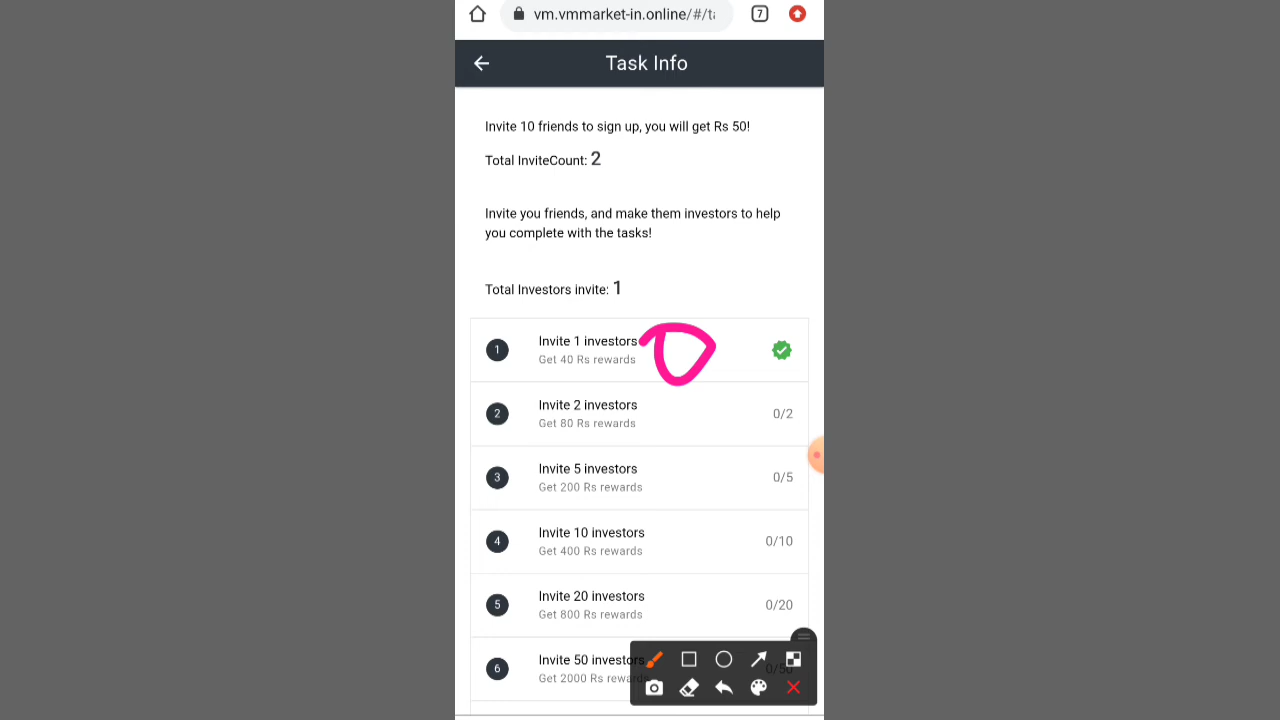 vm.vmmarket-in.online/#/ta
7
Task Info
Invite 10 friends to sign up, you will get Rs 50!
Total InviteCount: 2
Invite you friends, and make them investors to help
you complete with the tasks!
Total Investors invite: 1
1
Invite 1 investors
Get 40 Rs rewards
2
Invite 2 investors
Get 80 Rs rewards
0/2
3
Invite 5 investors
Get 200 Rs rewards
0/5
4
Invite 10 investors
Get 400 Rs rewards
0/10
5
Invite 20 investors
Get 800 Rs rewards
0/20
6
Invite 50 investors
Get 2000 Rs rewards
0/50